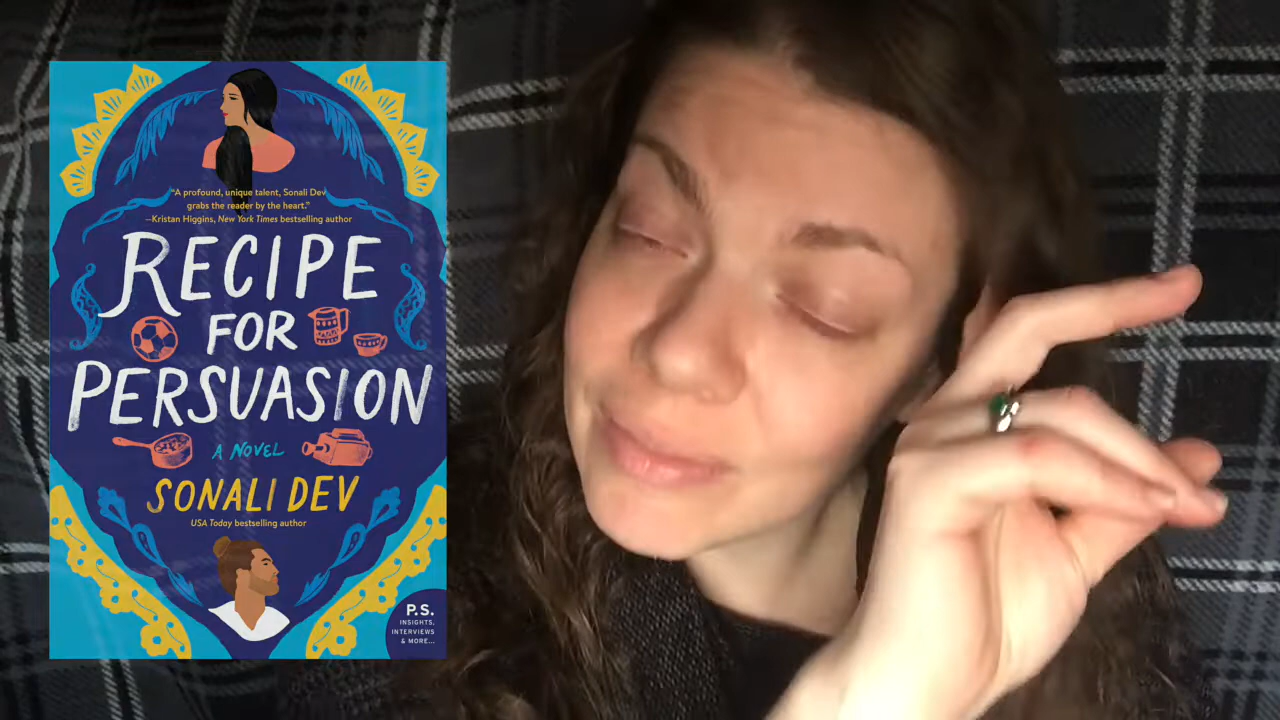 “A profound, unique talent, Sonali Dev
grabs the reader by the heart.”
—Kristan Higgins, New York Times bestselling author
RECIPE
FOR
PERSUASION
A NOVEL
SONALI DEV
USA Today bestselling author
P.S.
INSIGHTS,
INTERVIEWS
& MORE...